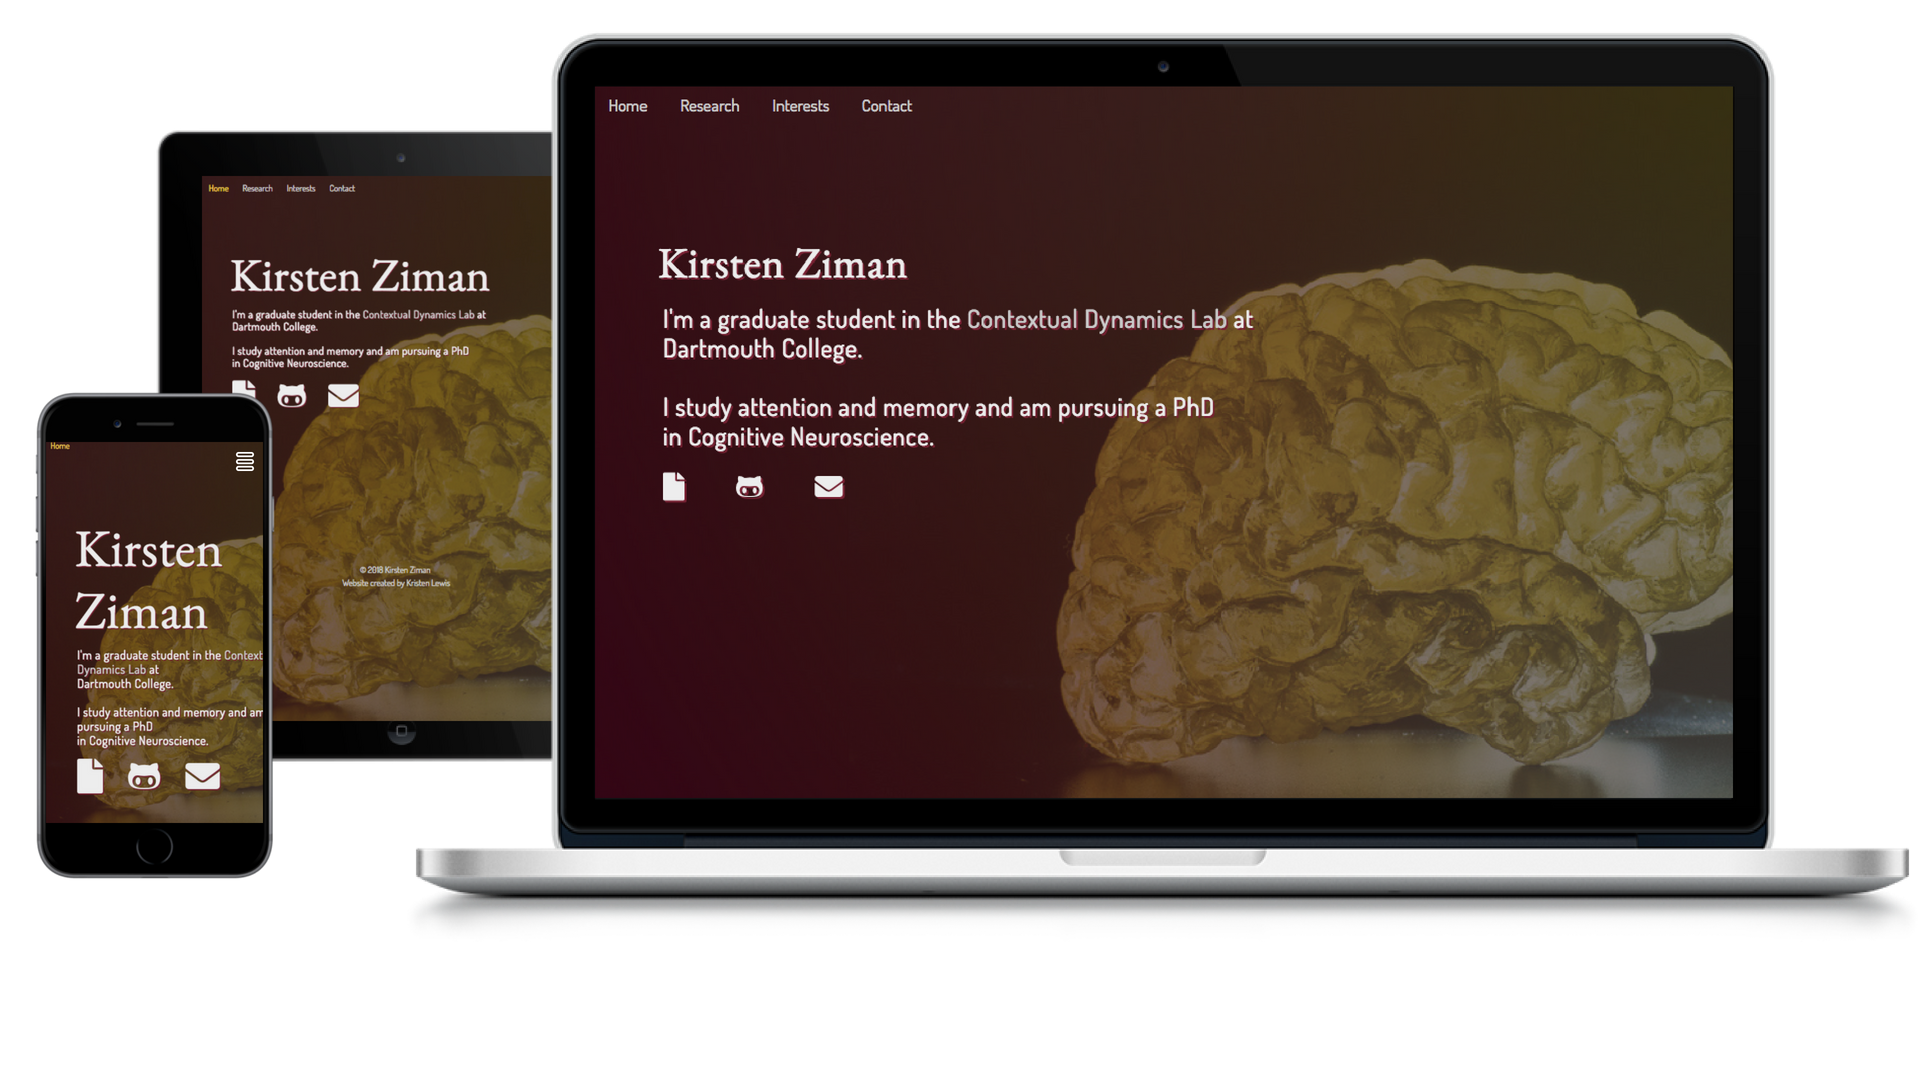 Home Research Interests Contact
Kirsten Ziman
I'm a graduate student in the Contextual Dynamics Lab at
Dartmouth College.
I study attention and memory and am pursuing a PhD
in Cognitive Neuroscience.
Home Research Interests Contact
Kirsten Ziman
I'm a graduate student in the Contextual Dynamics Lab at
Dartmouth College.
I study attention and memory and am pursuing a PhD
in Cognitive Neuroscience.
© 2018 Kirsten Ziman
Website created by Kristen Lewis
Home
Kirsten
Ziman
I'm a graduate student in the Context
Dynamics Lab at
Dartmouth College.
I study attention and memory and am
pursuing a PhD
in Cognitive Neuroscience.